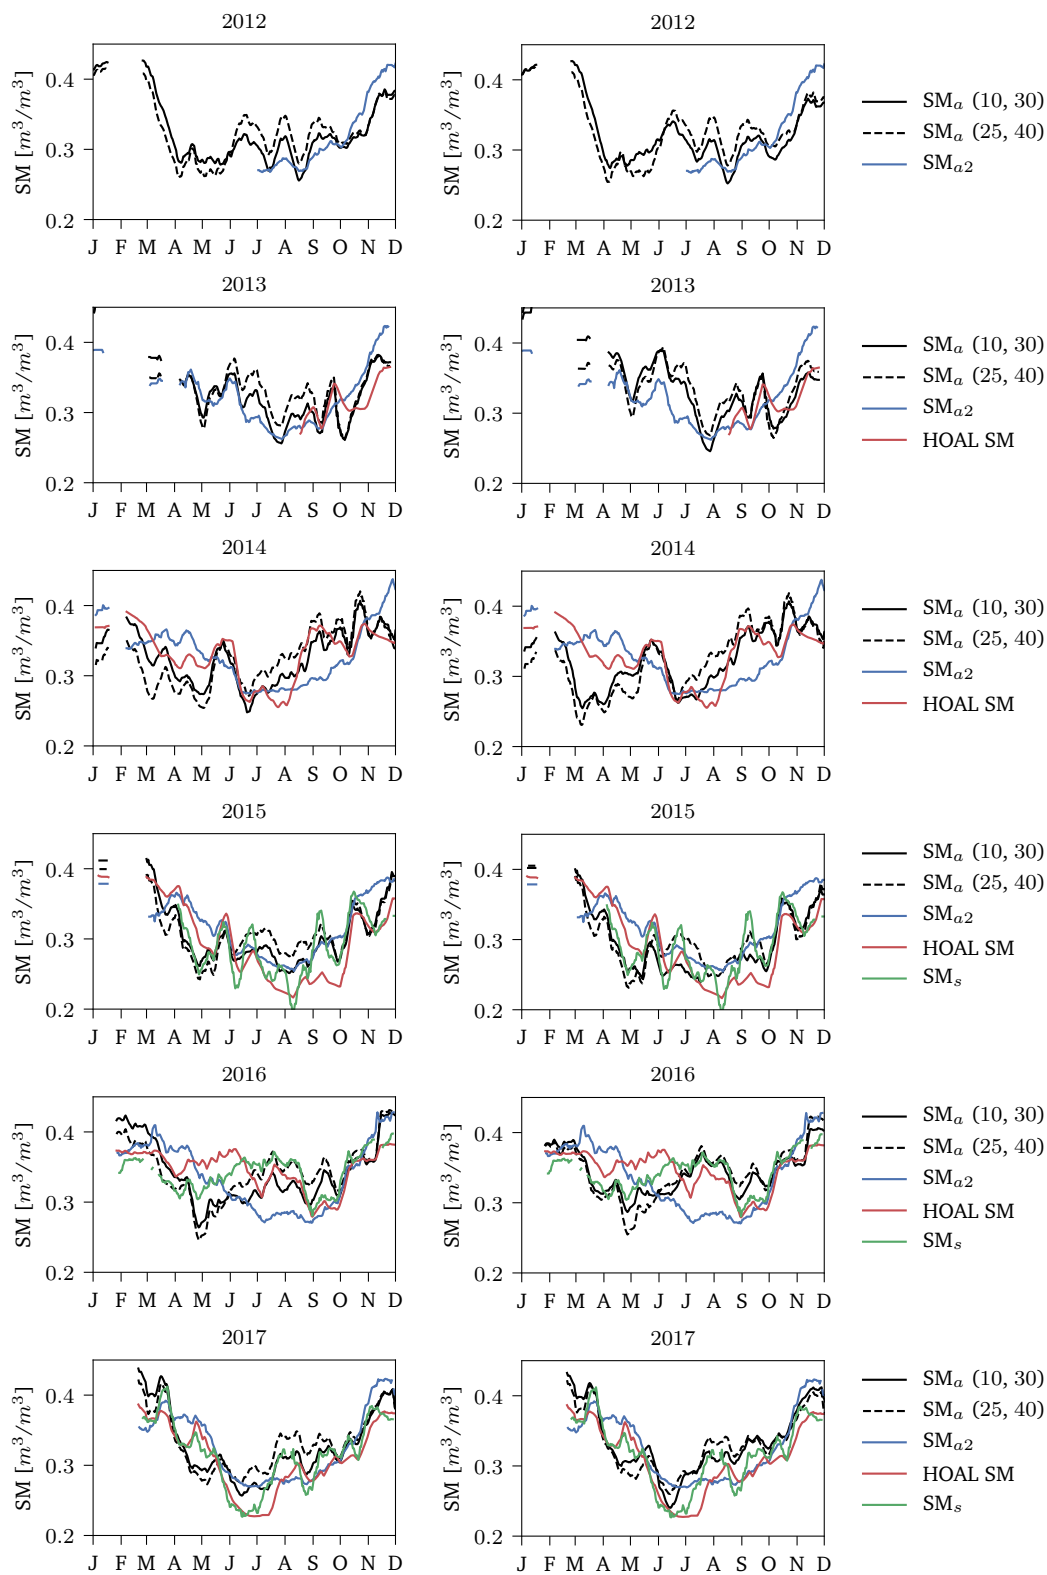 2012 2012
SM [m³/m³] 0.4 0.3 0.2 SM [m³/m³] 0.4 0.3 0.2
J F M A M J J A S O N D J F M A M J J A S O N D
SMₐ (10, 30)
SMₐ (25, 40)
SMₐ₂
2013 2013
SM [m³/m³] 0.4 0.3 0.2 SM [m³/m³] 0.4 0.3 0.2
J F M A M J J A S O N D J F M A M J J A S O N D
SMₐ (10, 30)
SMₐ (25, 40)
SMₐ₂
HOAL SM
2014 2014
SM [m³/m³] 0.4 0.3 0.2 SM [m³/m³] 0.4 0.3 0.2
J F M A M J J A S O N D J F M A M J J A S O N D
SMₐ (10, 30)
SMₐ (25, 40)
SMₐ₂
HOAL SM
2015 2015
SM [m³/m³] 0.4 0.3 0.2 SM [m³/m³] 0.4 0.3 0.2
J F M A M J J A S O N D J F M A M J J A S O N D
SMₐ (10, 30)
SMₐ (25, 40)
SMₐ₂
HOAL SM
SMₛ
2016 2016
SM [m³/m³] 0.4 0.3 0.2 SM [m³/m³] 0.4 0.3 0.2
J F M A M J J A S O N D J F M A M J J A S O N D
SMₐ (10, 30)
SMₐ (25, 40)
SMₐ₂
HOAL SM
SMₛ
2017 2017
SM [m³/m³] 0.4 0.3 0.2 SM [m³/m³] 0.4 0.3 0.2
J F M A M J J A S O N D J F M A M J J A S O N D
SMₐ (10, 30)
SMₐ (25, 40)
SMₐ₂
HOAL SM
SMₛ